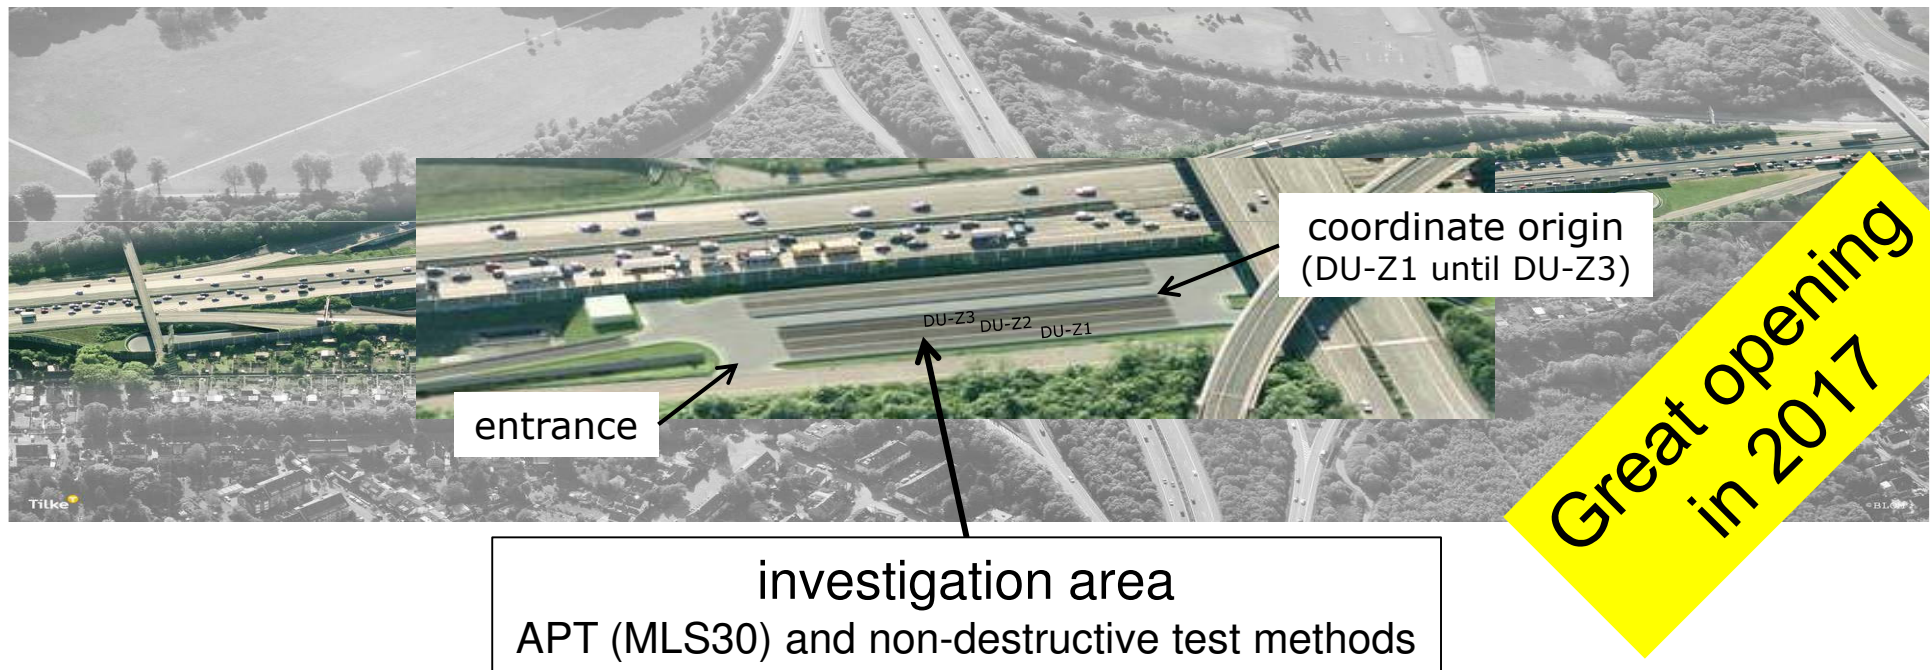 coordinate origin
(DU-Z1 until DU-Z3)
DU-Z3 DU-Z2 DU-Z1
entrance
Great opening
in 2017
Tilke
©BLOM
investigation area
APT (MLS30) and non-destructive test methods